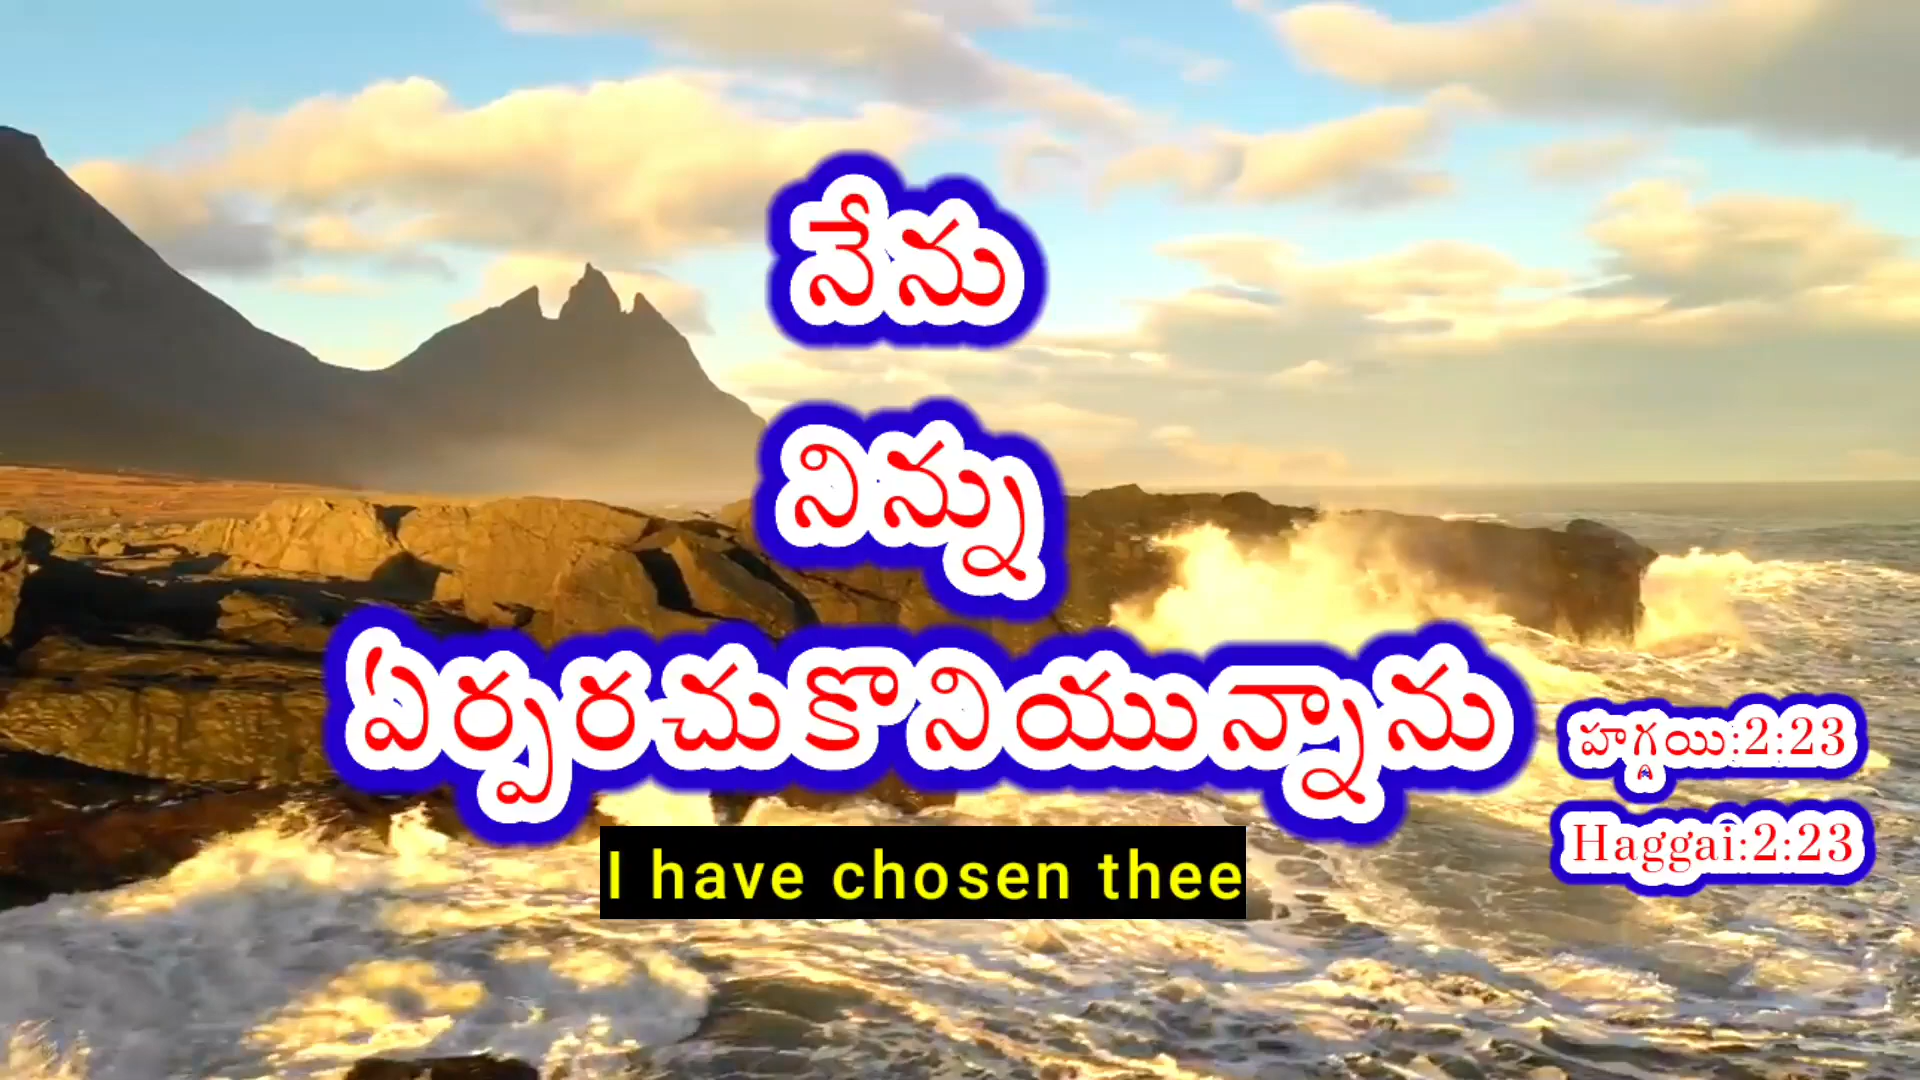 నేను
నిన్ను
ఏర్పరచుకొనియున్నాను
హగ్గయి:2:23
Haggai:2:23
I have chosen thee